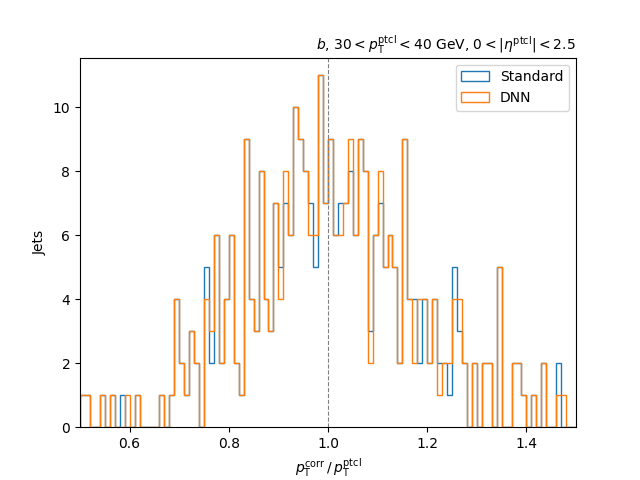 b, 30 < p_T^ptcl < 40 GeV, 0 < |η^ptcl| < 2.5
Standard
DNN
Jets
10
8
6
4
2
0
0.6 0.8 1.0 1.2 1.4
p_T^corr / p_T^ptcl